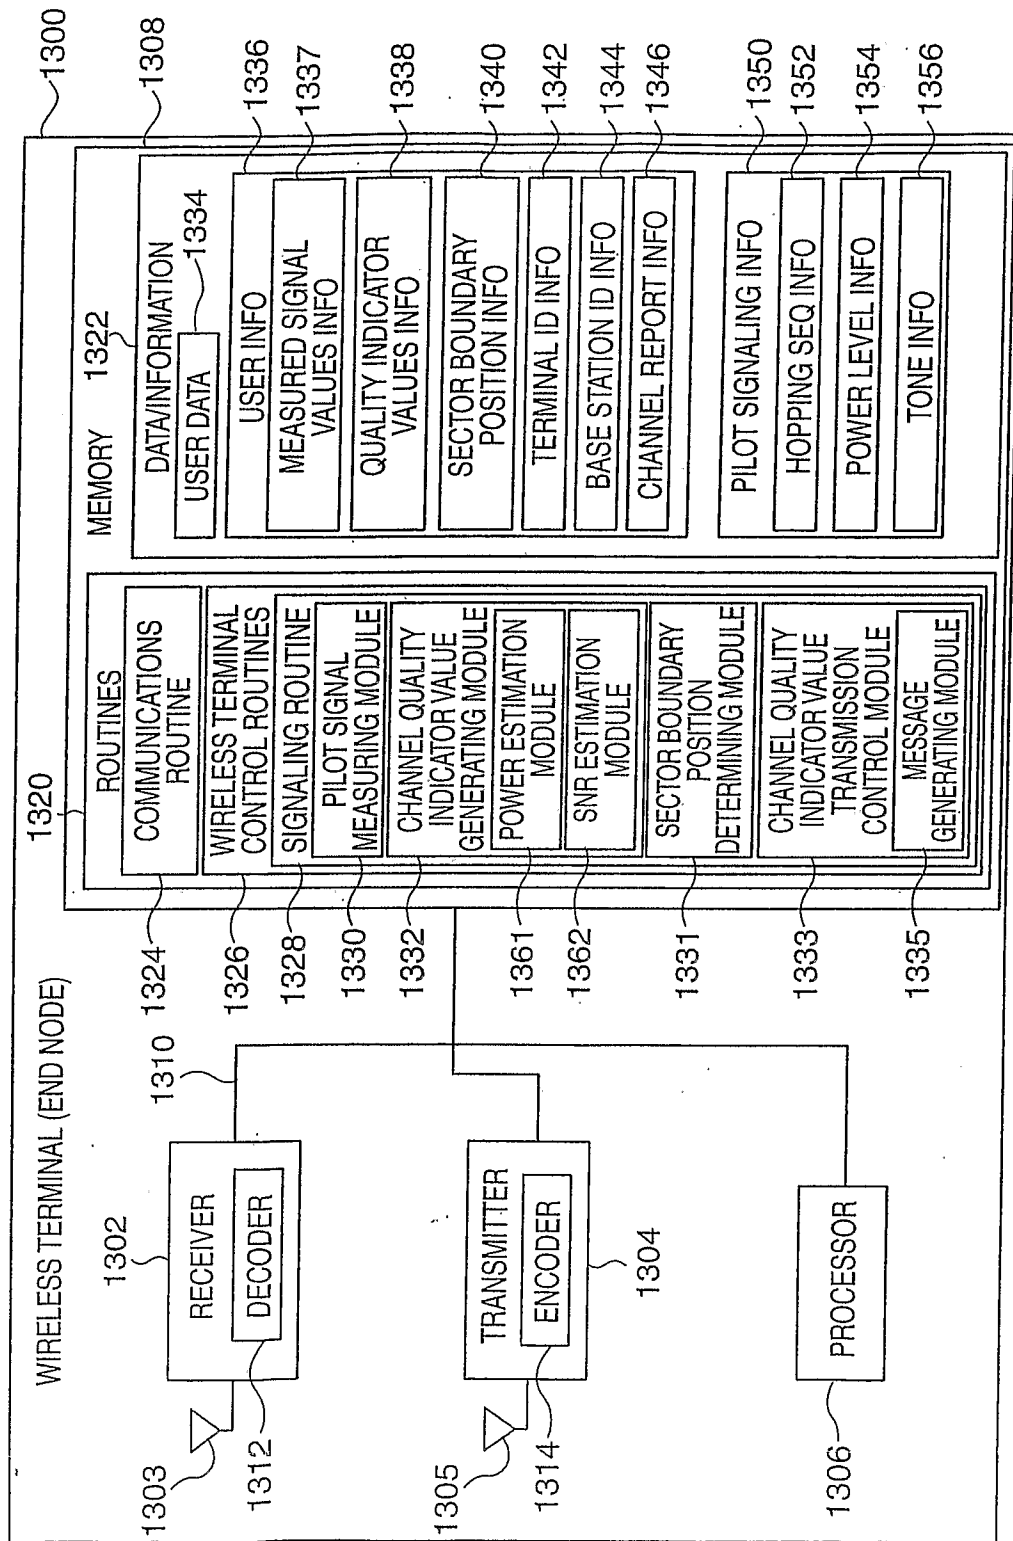 WIRELESS TERMINAL (END NODE)
1300
1308
1302
RECEIVER
DECODER
1303
1312
1310
TRANSMITTER
ENCODER
1305
1314
1304
PROCESSOR
1306
MEMORY
1320
ROUTINES
1324
COMMUNICATIONS
ROUTINE
1326
WIRELESS TERMINAL
CONTROL ROUTINES
1328
SIGNALING ROUTINE
1330
PILOT SIGNAL
MEASURING MODULE
1332
CHANNEL QUALITY
INDICATOR VALUE
GENERATING MODULE
1361
POWER ESTIMATION
MODULE
1362
SNR ESTIMATION
MODULE
1331
SECTOR BOUNDARY
POSITION
DETERMINING MODULE
1333
CHANNEL QUALITY
INDICATOR VALUE
TRANSMISSION
CONTROL MODULE
1335
MESSAGE
GENERATING MODULE
1322
DATA/INFORMATION
USER DATA
1334
USER INFO
1336
MEASURED SIGNAL
VALUES INFO
1337
QUALITY INDICATOR
VALUES INFO
1338
SECTOR BOUNDARY
POSITION INFO
1340
TERMINAL ID INFO
1342
BASE STATION ID INFO
1344
CHANNEL REPORT INFO
1346
PILOT SIGNALING INFO
1350
HOPPING SEQ INFO
1352
POWER LEVEL INFO
1354
TONE INFO
1356